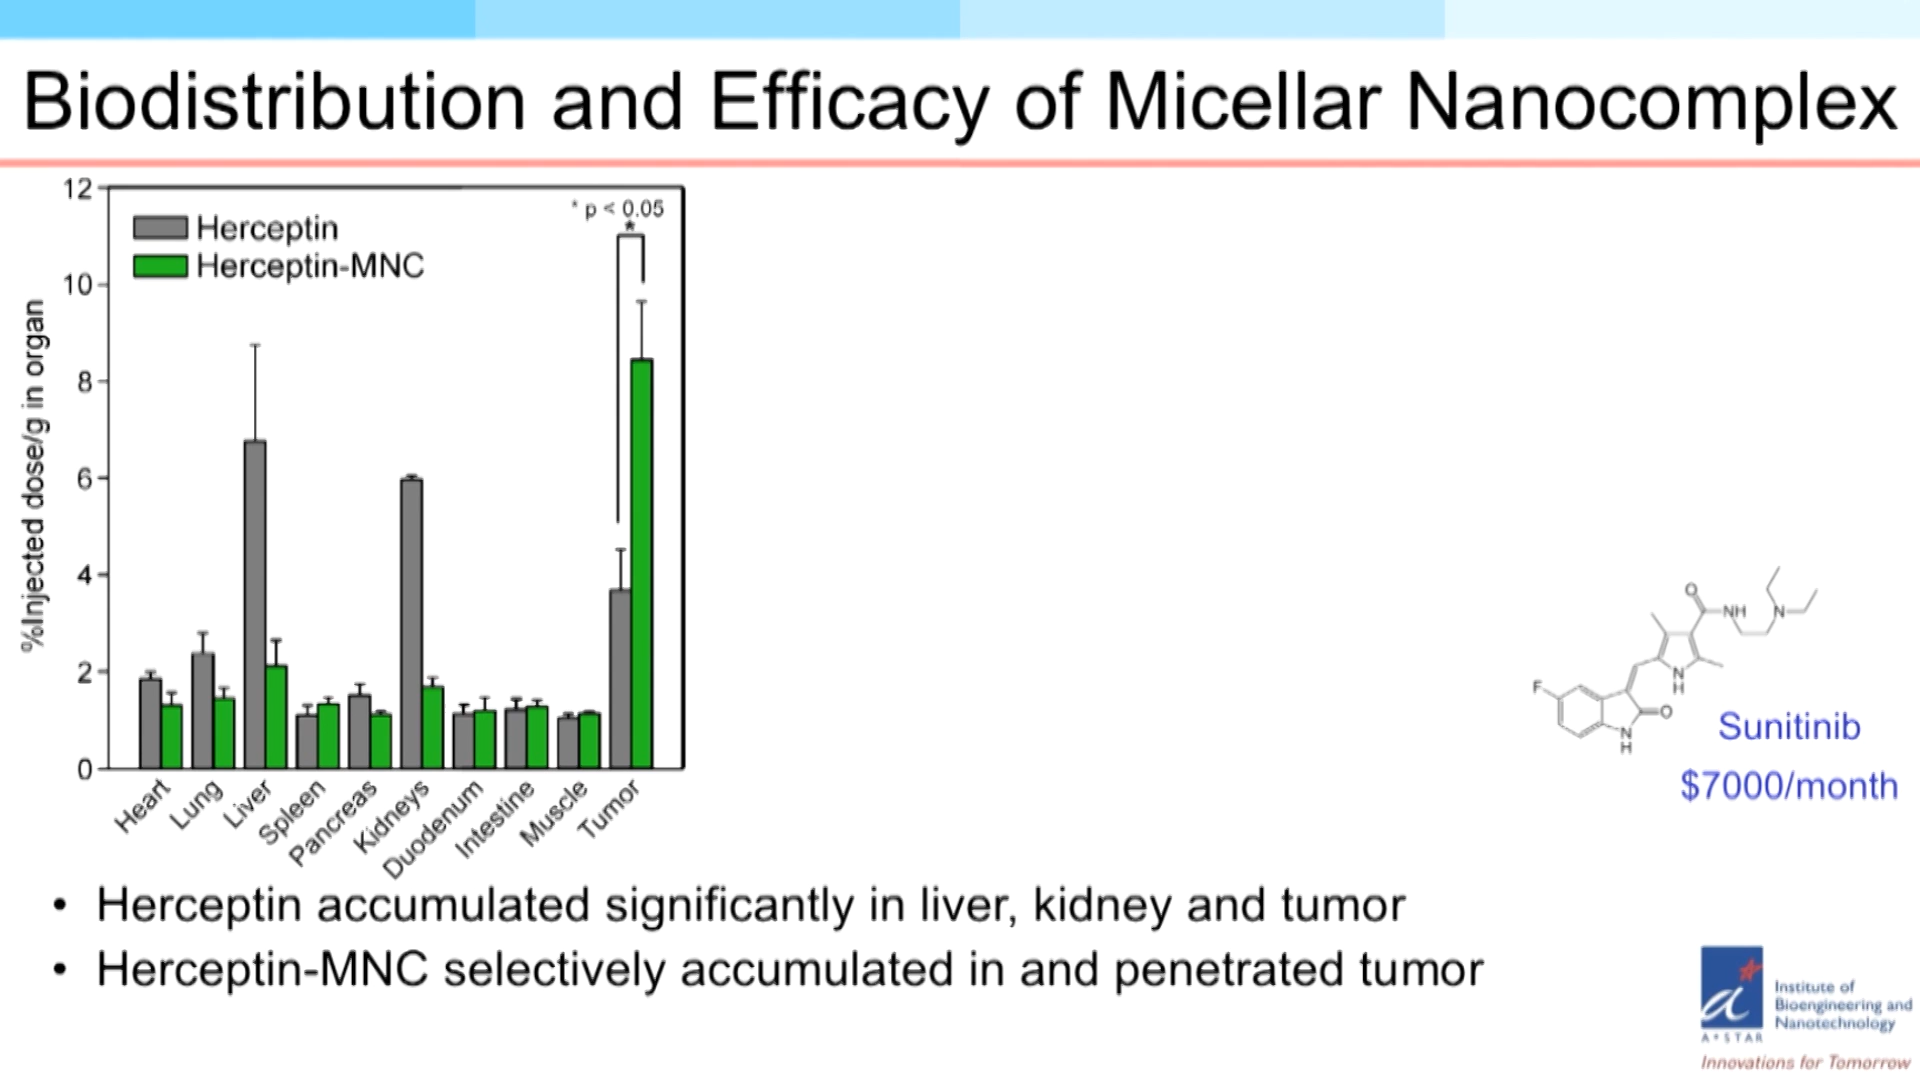 Biodistribution and Efficacy of Micellar Nanocomplex
12
10
8
6
4
2
0
%Injected dose/g in organ
Herceptin
Herceptin-MNC
* p < 0.05
*
Heart
Lung
Liver
Spleen
Pancreas
Kidneys
Duodenum
Intestine
Muscle
Tumor
O
NH
N
N
H
F
O
N
H
Sunitinib
$7000/month
• Herceptin accumulated significantly in liver, kidney and tumor
• Herceptin-MNC selectively accumulated in and penetrated tumor
a*
A*STAR
Institute of
Bioengineering and
Nanotechnology
Innovations for Tomorrow